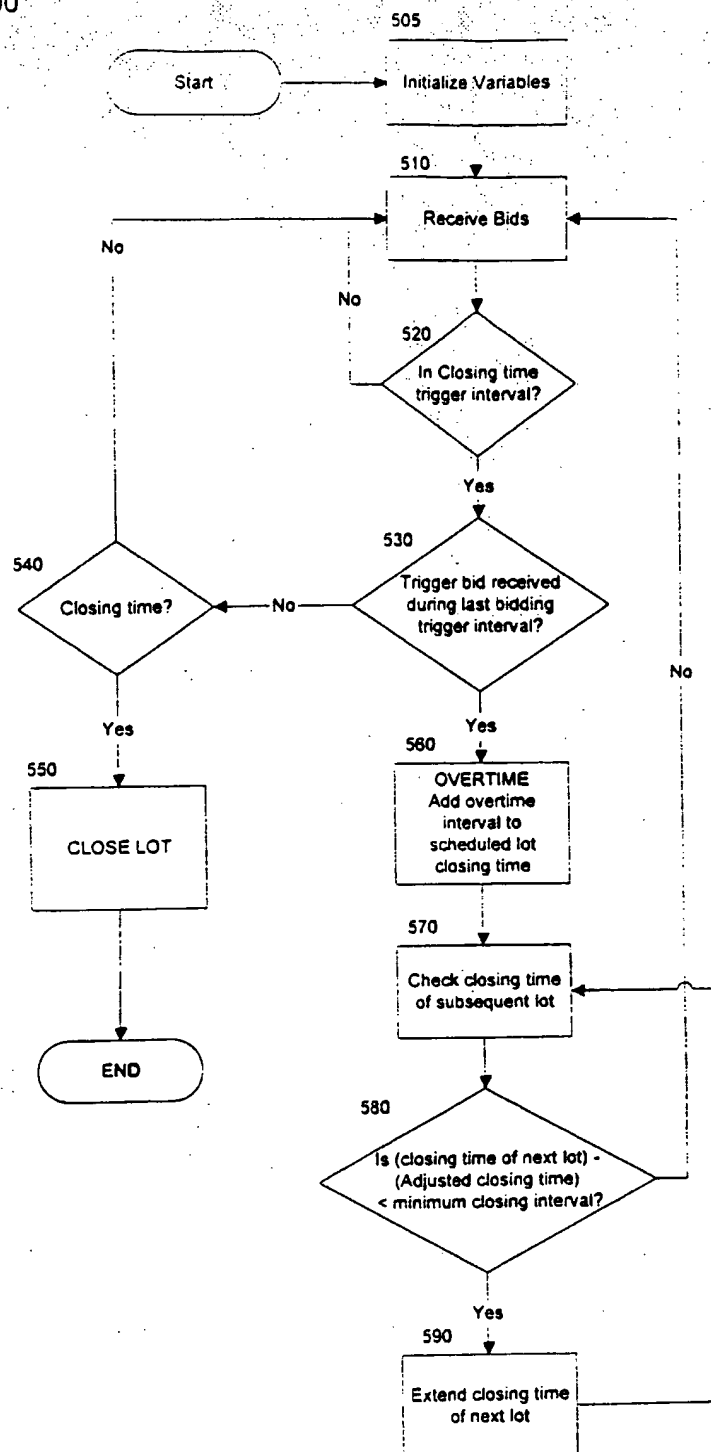 505
Start
Initialize Variables
510
Receive Bids
No
No
520
In Closing time
trigger interval?
Yes
530
Trigger bid received
during last bidding
trigger interval?
540
Closing time?
No
No
Yes
Yes
550
CLOSE LOT
560
OVERTIME
Add overtime
interval to
scheduled lot
closing time
570
Check closing time
of subsequent lot
END
580
Is (closing time of next lot) -
(Adjusted closing time)
< minimum closing interval?
Yes
590
Extend closing time
of next lot